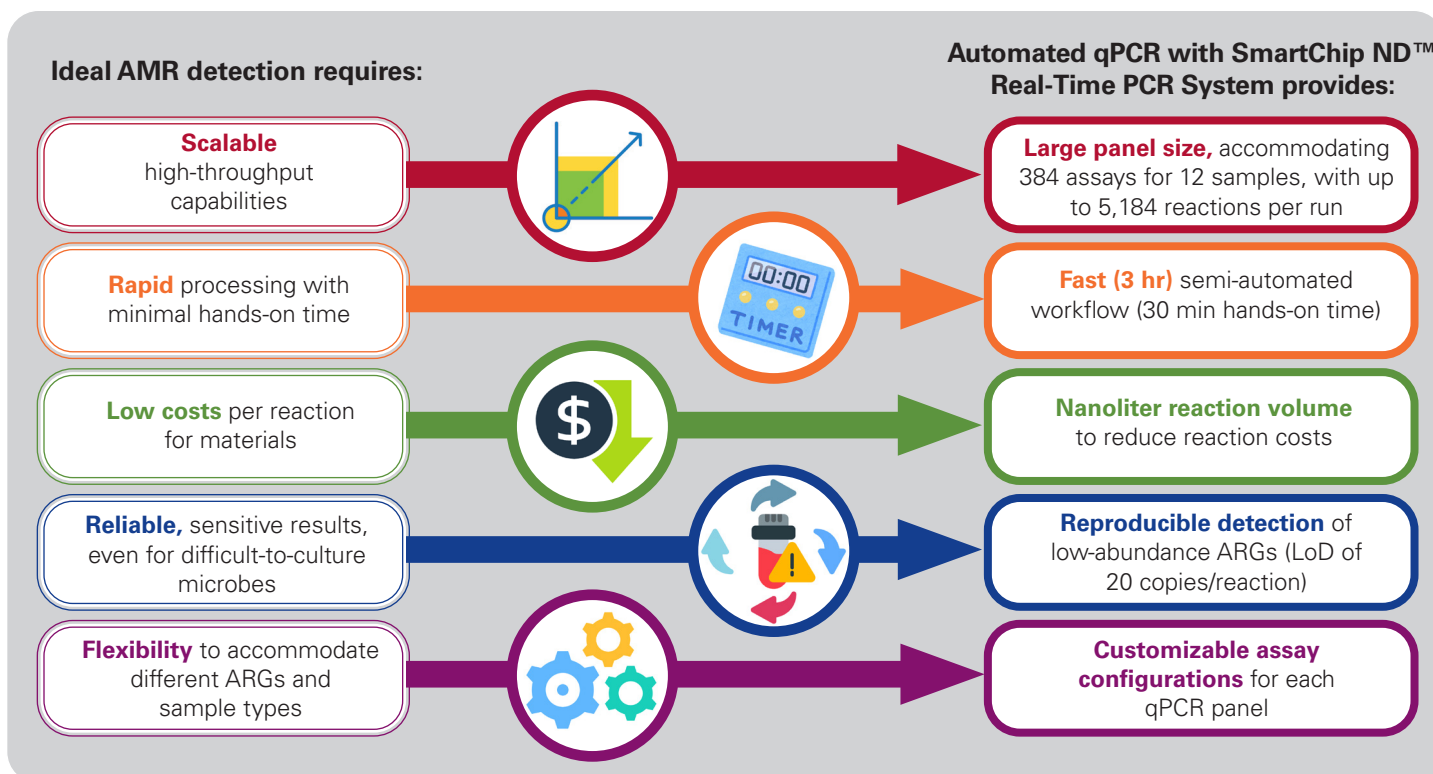 Ideal AMR detection requires:
Automated qPCR with SmartChip ND™
Real-Time PCR System provides:
Scalable
high-throughput
capabilities
Large panel size, accommodating
384 assays for 12 samples, with up
to 5,184 reactions per run
Rapid processing with
minimal hands-on time
00:00
TIMER
Fast (3 hr) semi-automated
workflow (30 min hands-on time)
Low costs per reaction
for materials
$
Nanoliter reaction volume
to reduce reaction costs
Reliable, sensitive results,
even for difficult-to-culture
microbes
!
Reproducible detection of
low-abundance ARGs (LoD of
20 copies/reaction)
Flexibility to accommodate
different ARGs and
sample types
Customizable assay
configurations for each
qPCR panel